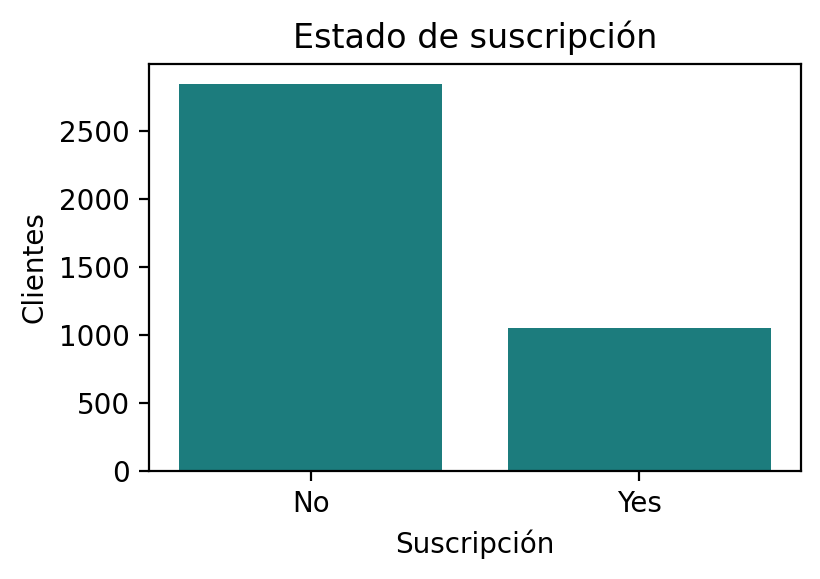 Estado de suscripción
Clientes
2500
2000
1500
1000
500
0
No
Yes
Suscripción